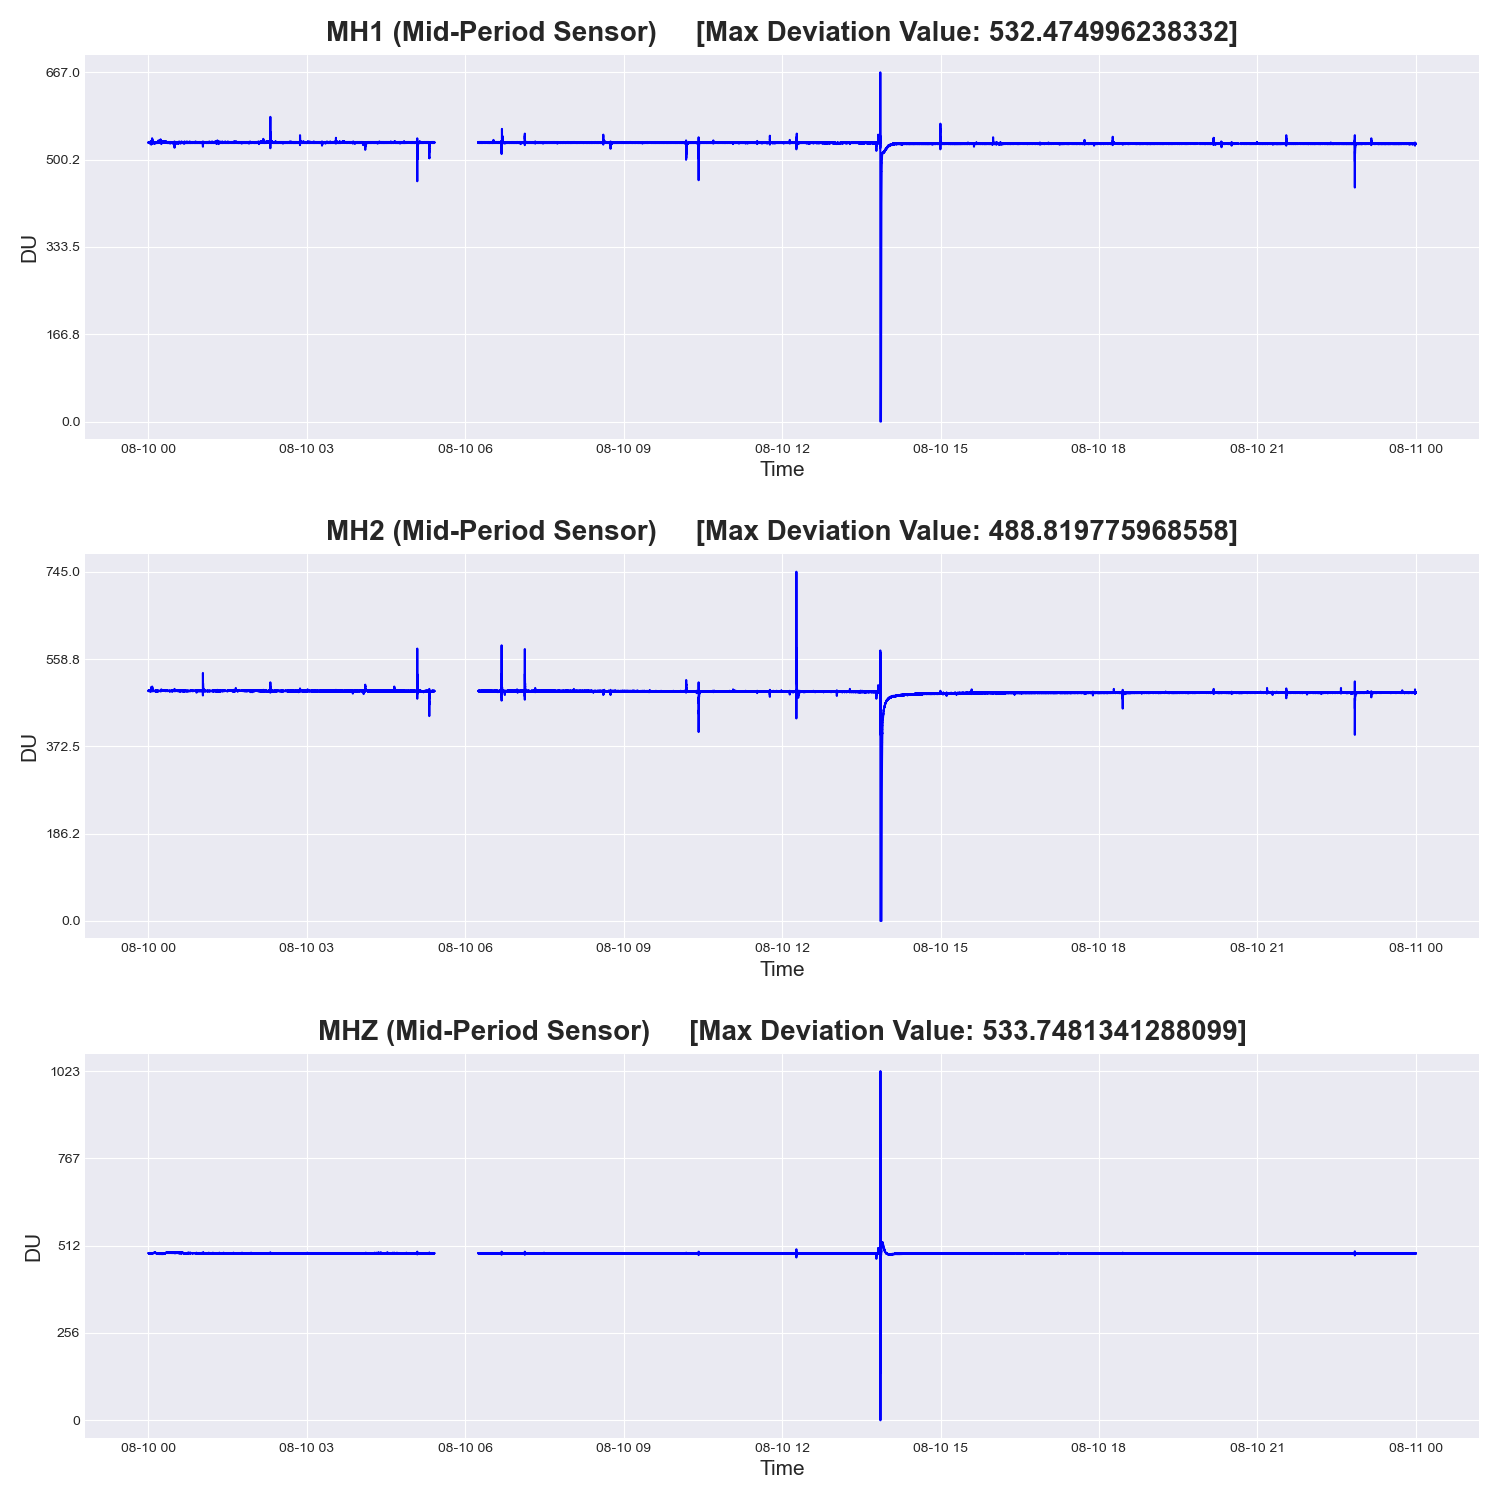 MH1 (Mid-Period Sensor) [Max Deviation Value: 532.474996238332]
667.0
500.2
333.5
166.8
0.0
DU
08-10 00 08-10 03 08-10 06 08-10 09 08-10 12 08-10 15 08-10 18 08-10 21 08-11 00
Time
MH2 (Mid-Period Sensor) [Max Deviation Value: 488.819775968558]
745.0
558.8
372.5
186.2
0.0
DU
08-10 00 08-10 03 08-10 06 08-10 09 08-10 12 08-10 15 08-10 18 08-10 21 08-11 00
Time
MHZ (Mid-Period Sensor) [Max Deviation Value: 533.7481341288099]
1023
767
512
256
0
DU
08-10 00 08-10 03 08-10 06 08-10 09 08-10 12 08-10 15 08-10 18 08-10 21 08-11 00
Time